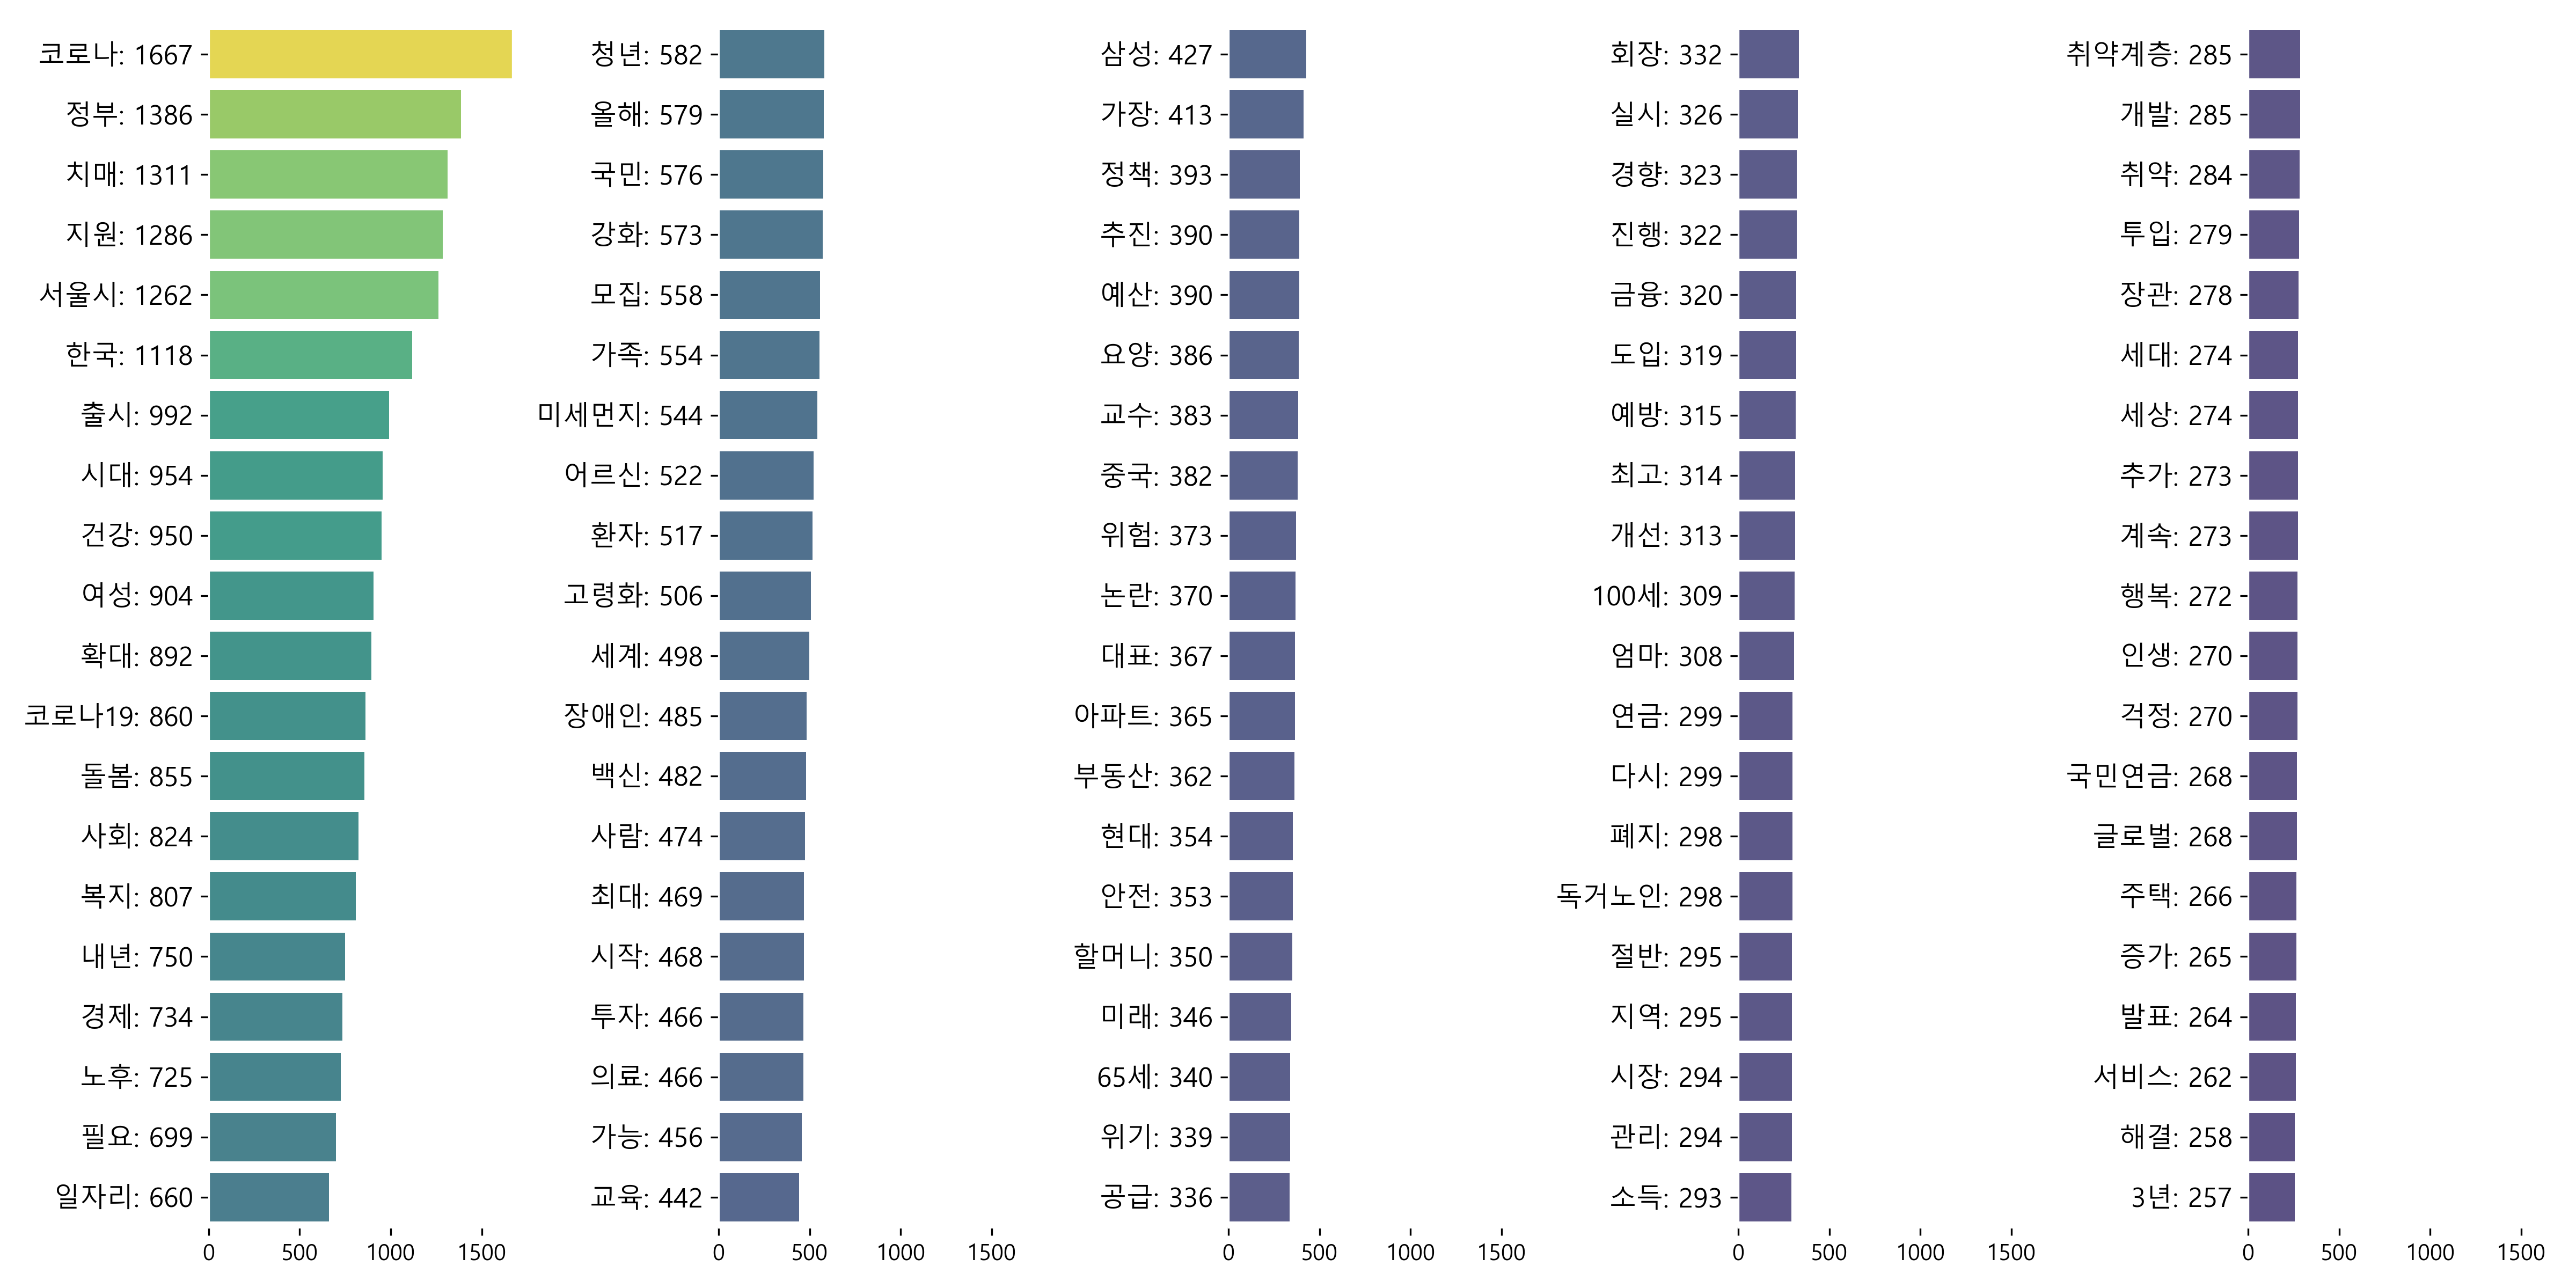 코로나: 1667
정부: 1386
치매: 1311
지원: 1286
서울시: 1262
한국: 1118
출시: 992
시대: 954
건강: 950
여성: 904
확대: 892
코로나19: 860
돌봄: 855
사회: 824
복지: 807
내년: 750
경제: 734
노후: 725
필요: 699
일자리: 660
0 500 1000 1500
청년: 582
올해: 579
국민: 576
강화: 573
모집: 558
가족: 554
미세먼지: 544
어르신: 522
환자: 517
고령화: 506
세계: 498
장애인: 485
백신: 482
사람: 474
최대: 469
시작: 468
투자: 466
의료: 466
가능: 456
교육: 442
0 500 1000 1500
삼성: 427
가장: 413
정책: 393
추진: 390
예산: 390
요양: 386
교수: 383
중국: 382
위험: 373
논란: 370
대표: 367
아파트: 365
부동산: 362
현대: 354
안전: 353
할머니: 350
미래: 346
65세: 340
위기: 339
공급: 336
0 500 1000 1500
회장: 332
실시: 326
경향: 323
진행: 322
금융: 320
도입: 319
예방: 315
최고: 314
개선: 313
100세: 309
엄마: 308
연금: 299
다시: 299
폐지: 298
독거노인: 298
절반: 295
지역: 295
시장: 294
관리: 294
소득: 293
0 500 1000 1500
취약계층: 285
개발: 285
취약: 284
투입: 279
장관: 278
세대: 274
세상: 274
추가: 273
계속: 273
행복: 272
인생: 270
걱정: 270
국민연금: 268
글로벌: 268
주택: 266
증가: 265
발표: 264
서비스: 262
해결: 258
3년: 257
0 500 1000 1500